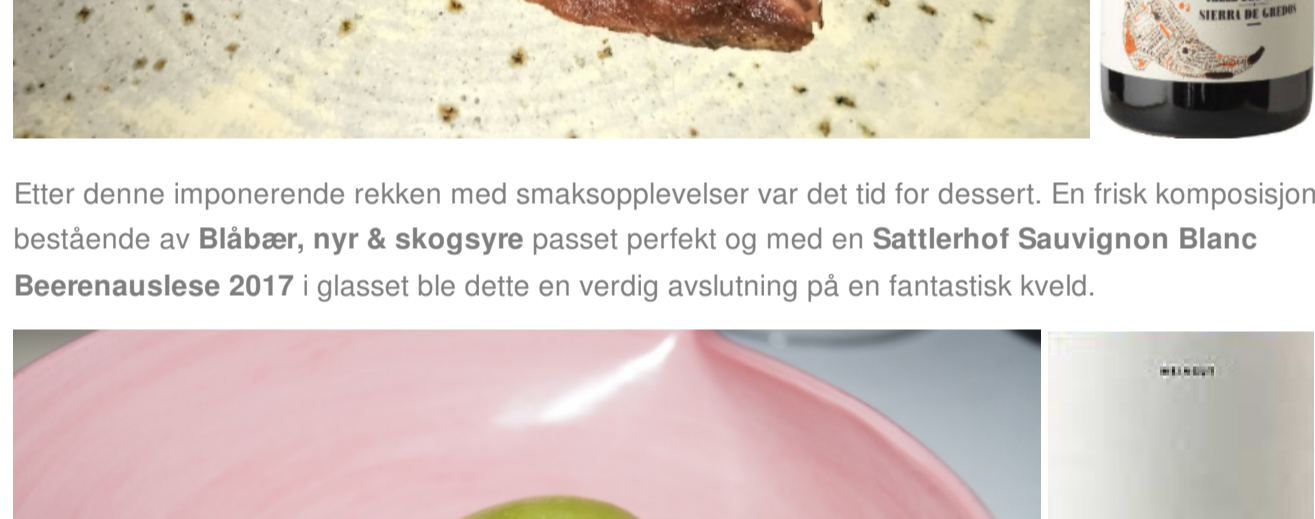 SIERRA DE GREDOS
Etter denne imponerende rekken med smaksopplevelser var det tid for dessert. En frisk komposisjon
bestående av Blåbær, nyr & skogsyre passet perfekt og med en Sattlerhof Sauvignon Blanc
Beerenauslese 2017 i glasset ble dette en verdig avslutning på en fantastisk kveld.
WEINGUT